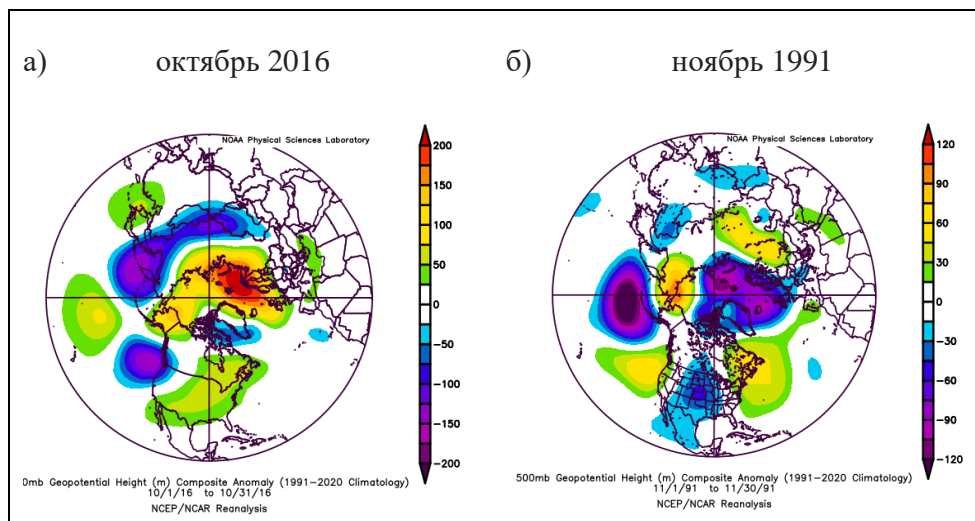 а) октябрь 2016
б) ноябрь 1991
NOAA Physical Sciences Laboratory
200
150
100
50
0
−50
−100
−150
−200
0mb Geopotential Height (m) Composite Anomaly (1991−2020 Climatology)
10/1/16 to 10/31/16
NCEP/NCAR Reanalysis
NOAA Physical Sciences Laboratory
120
90
60
30
0
−30
−60
−90
−120
500mb Geopotential Height (m) Composite Anomaly (1991−2020 Climatology)
11/1/91 to 11/30/91
NCEP/NCAR Reanalysis